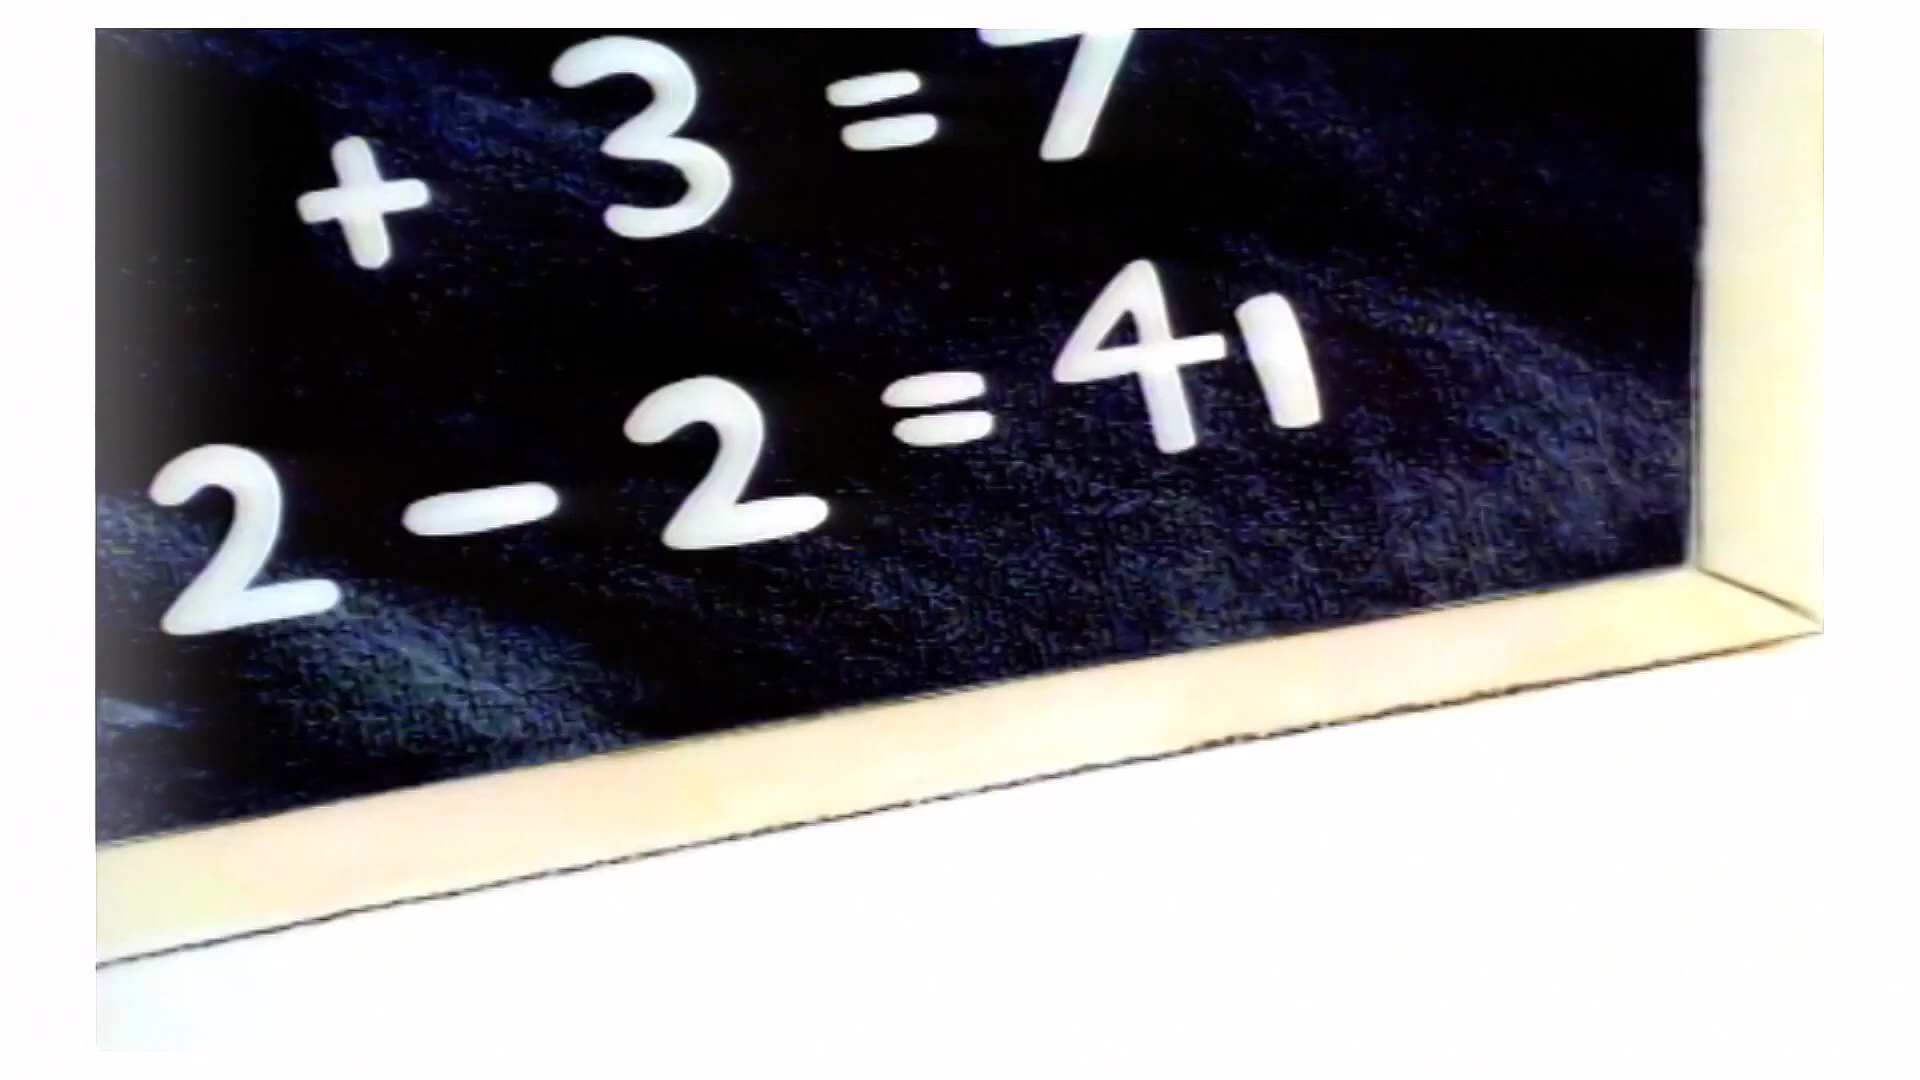 + 3 = 7
2 - 2 = 41